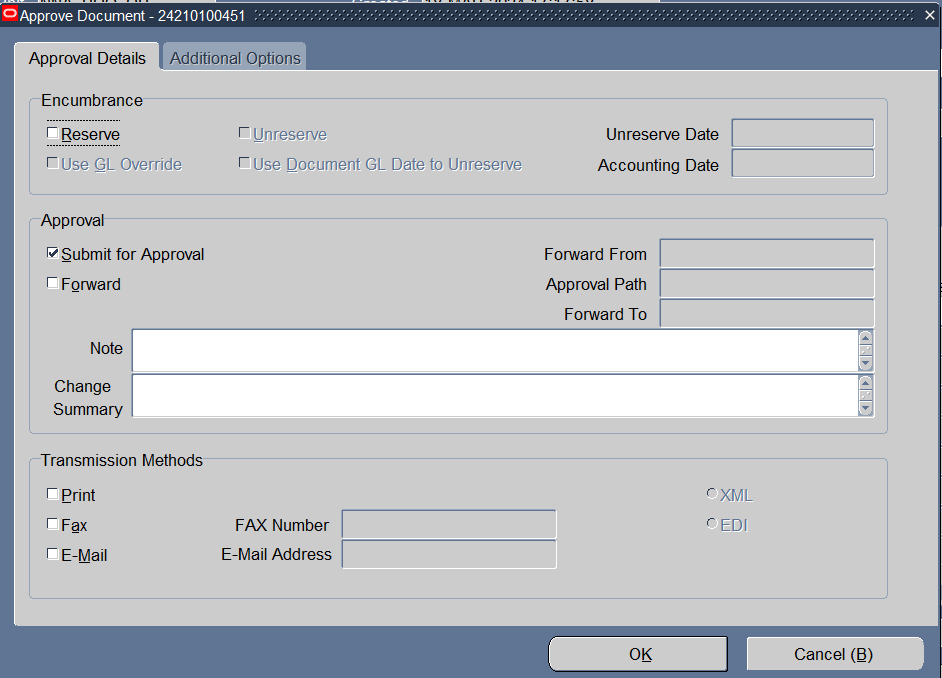 Approve Document - 24210100451
Approval Details Additional Options
Encumbrance
Reserve Unreserve Unreserve Date
Use GL Override Use Document GL Date to Unreserve Accounting Date
Approval
Submit for Approval Forward From
Forward Approval Path
Forward To
Note
Change
Summary
Transmission Methods
Print XML
Fax FAX Number EDI
E-Mail E-Mail Address
OK Cancel (B)